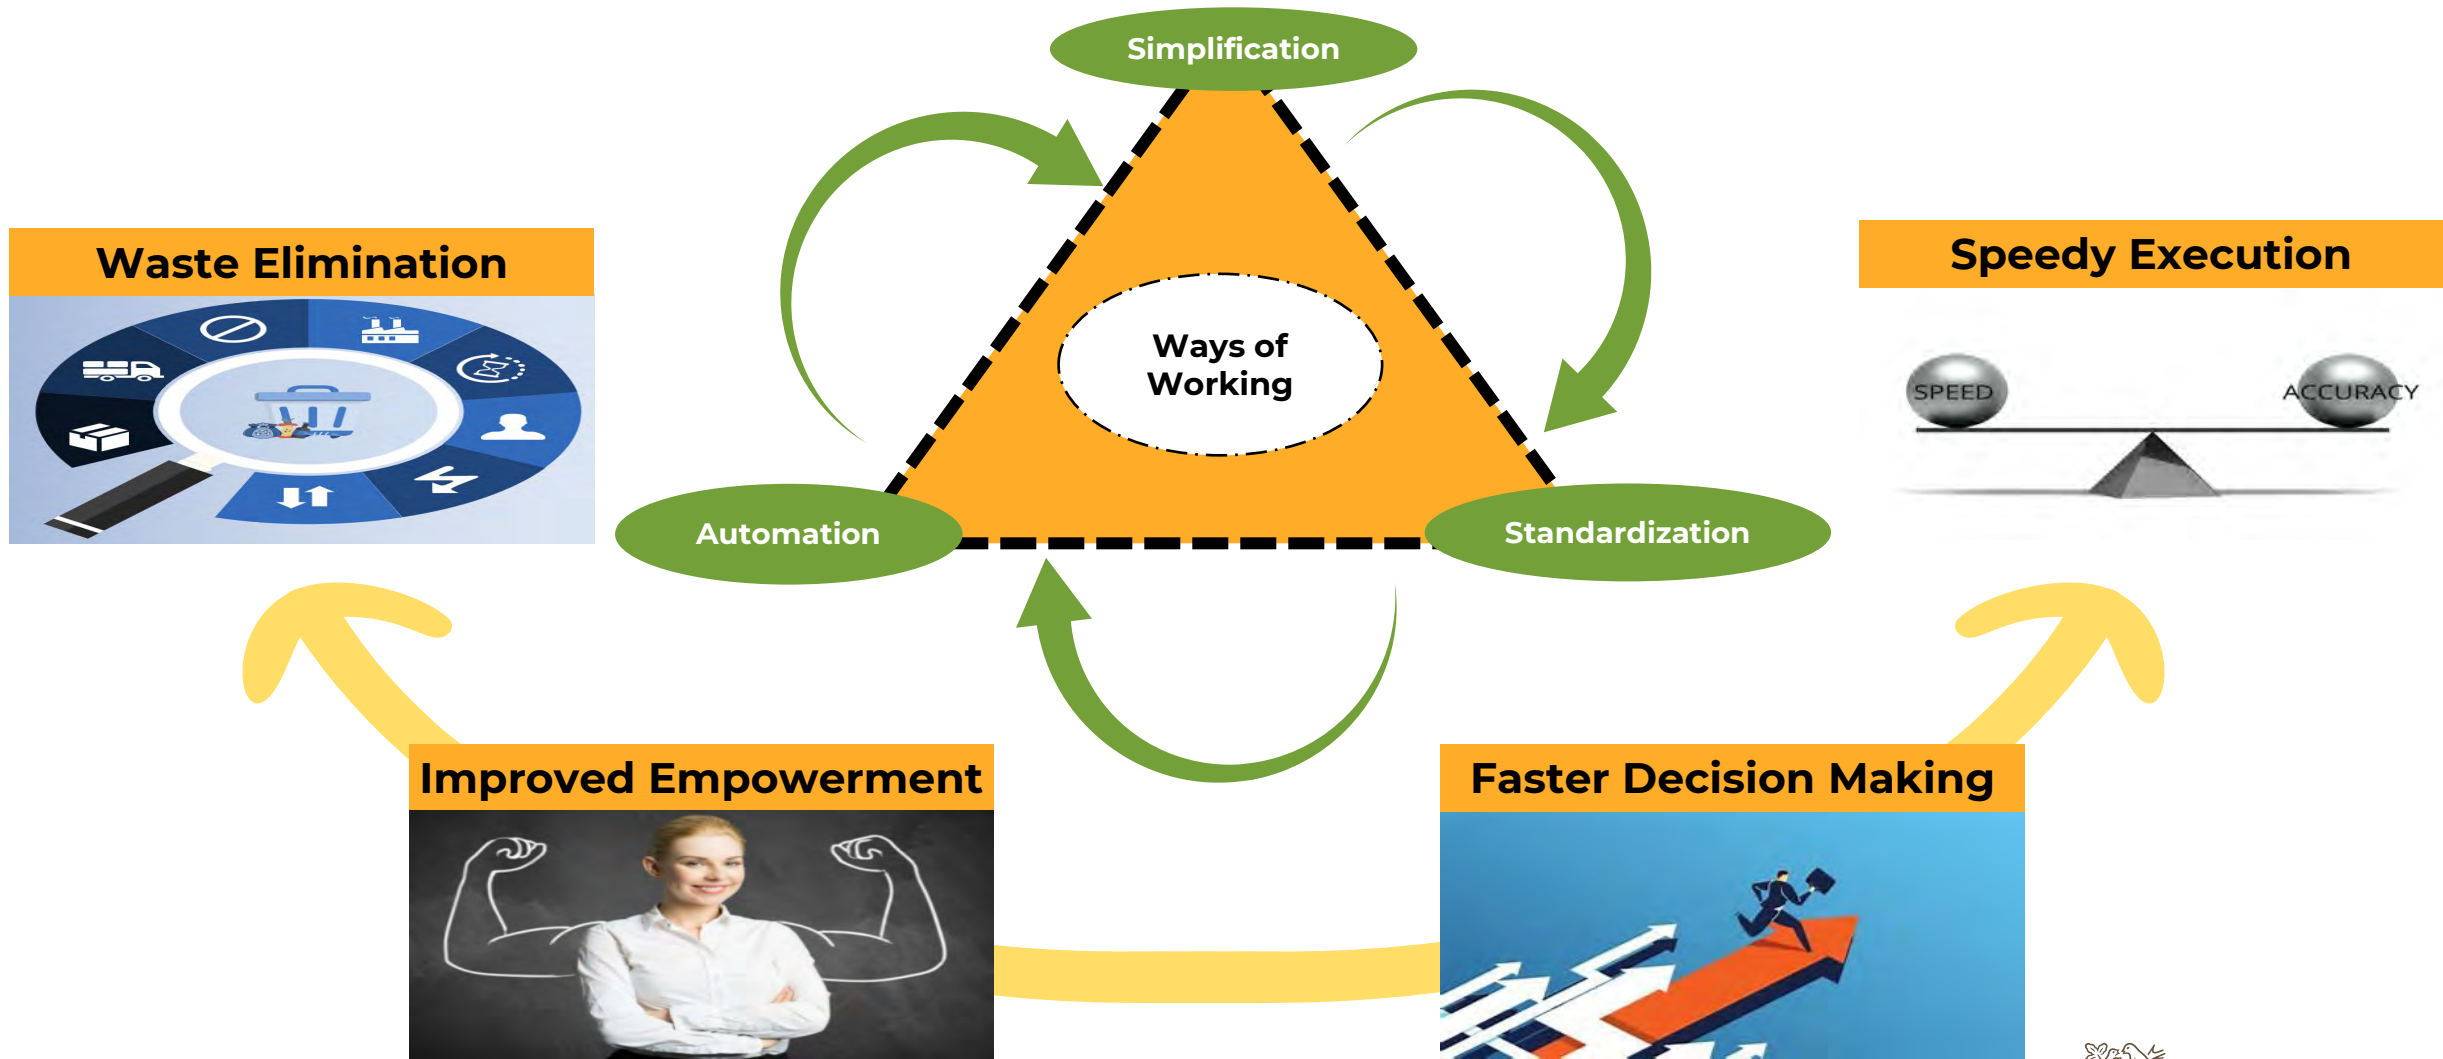 Simplification
Waste Elimination
Speedy Execution
Ways of
Working
SPEED
ACCURACY
Automation
Standardization
Improved Empowerment
Faster Decision Making